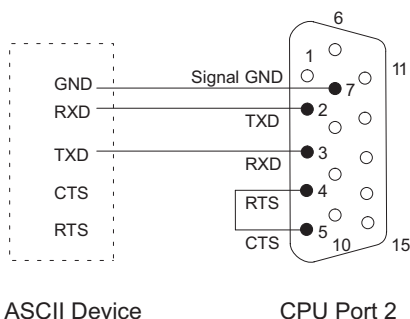 6
1
11
GND
Signal GND
7
RXD
2
TXD
TXD
3
RXD
CTS
4
RTS
RTS
5
CTS
10
15
ASCII Device
CPU Port 2